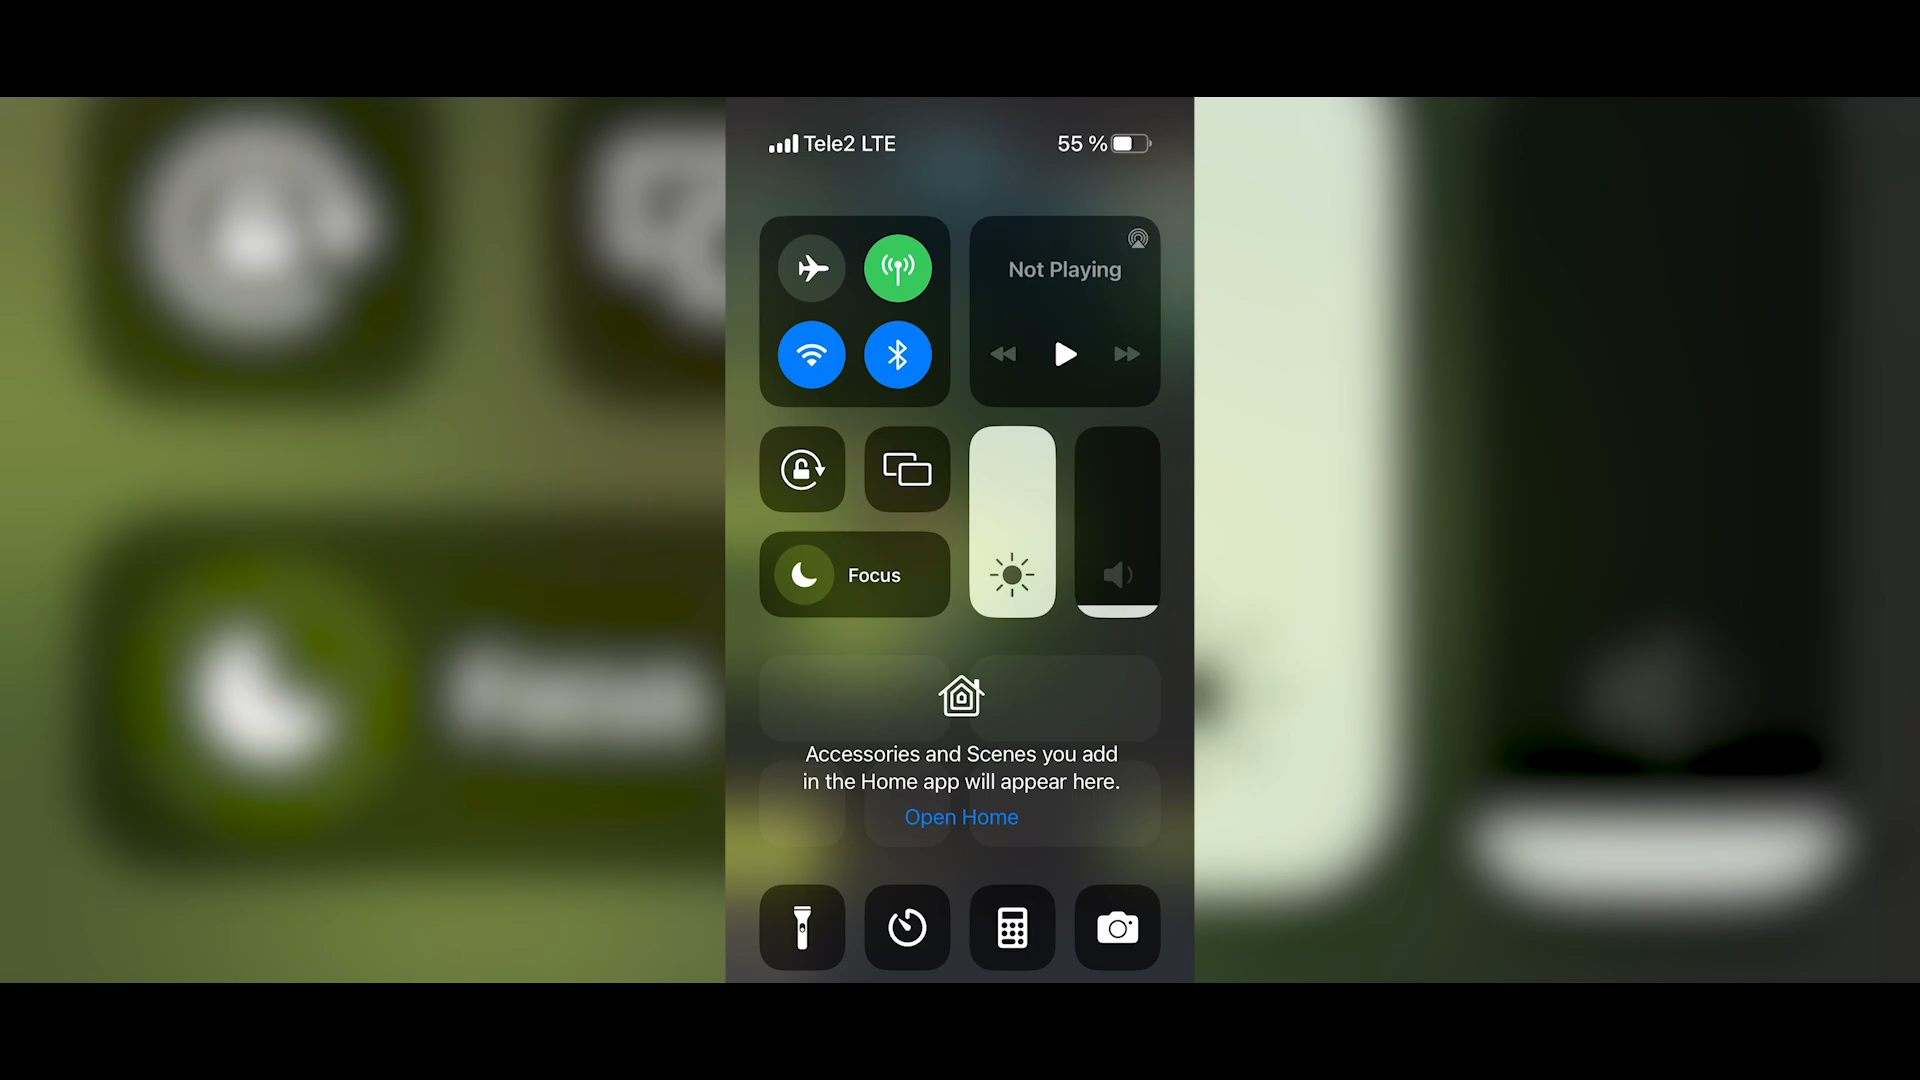 Tele2 LTE
55 %
Not Playing
Focus
Accessories and Scenes you add
in the Home app will appear here.
Open Home